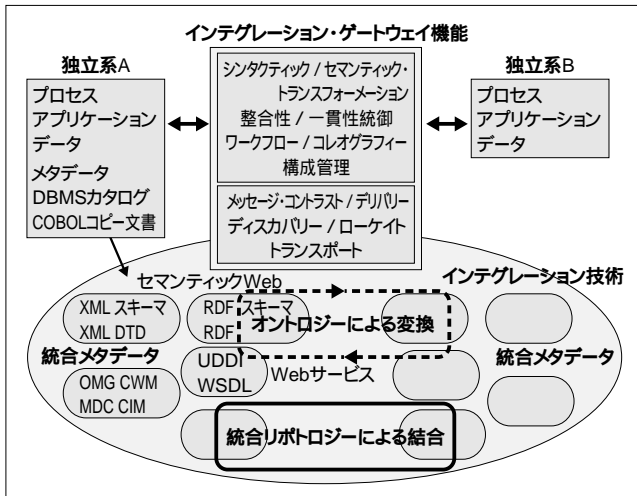 インテグレーション・ゲートウェイ機能
独立系A
プロセス
アプリケーション
データ
メタデータ
DBMSカタログ
COBOLコピー文書
シンタクティック / セマンティック・
トランスフォーメーション
整合性 / 一貫性統御
ワークフロー / コレオグラフィー
構成管理
メッセージ・コントラスト / デリバリー
ディスカバリー / ローケイト
トランスポート
独立系B
プロセス
アプリケーション
データ
セマンティックWeb
インテグレーション技術
XML スキーマ
XML DTD
RDF スキーマ
RDF
オントロジーによる変換
統合メタデータ
UDDI
WSDL
Webサービス
統合メタデータ
OMG CWM
MDC CIM
統合リポトロジーによる結合